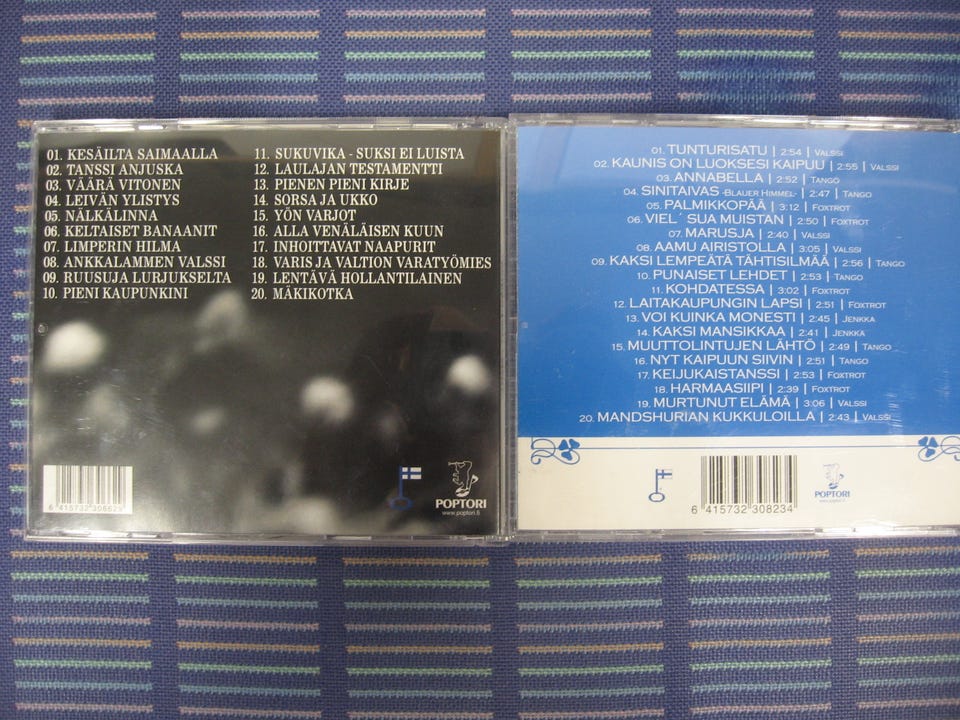 01. KESÄILTA SAIMAALLA
02. TANSSI ANJUSKA
03. VÄÄRÄ VITONEN
04. LEIVÄN YLISTYS
05. NÄLKÄLINNA
06. KELTAISET BANAANIT
07. LIMPERIN HILMA
08. ANKKALAMMEN VALSSI
09. RUUSUJA LURJUKSELTA
10. PIENI KAUPUNKINI
11. SUKUVIKA - SUKSI EI LUISTA
12. LAULAJAN TESTAMENTTI
13. PIENEN PIENI KIRJE
14. SORSA JA UKKO
15. YÖN VARJOT
16. ALLA VENÄLÄISEN KUUN
17. INHOITTAVAT NAAPURIT
18. VARIS JA VALTION VARATYÖMIES
19. LENTÄVÄ HOLLANTILAINEN
20. MÄKIKOTKA
6 415732 308629
POPTORI
www.poptori.fi
01. TUNTURISATU | 2:54 | VALSSI
02. KAUNIS ON LUOKSESI KAIPUU | 2:55 | VALSSI
03. ANNABELLA | 2:52 | TANGO
04. SINITAIVAS -BLAUER HIMMEL- | 2:47 | TANGO
05. PALMIKKOPÄÄ | 3:12 | FOXTROT
06. VIEL´ SUA MUISTAN | 2:50 | FOXTROT
07. MARUSJA | 2:40 | VALSSI
08. AAMU AIRISTOLLA | 3:05 | VALSSI
09. KAKSI LEMPEÄTÄ TÄHTISILMÄÄ | 2:56 | TANGO
10. PUNAISET LEHDET | 2:53 | TANGO
11. KOHDATESSA | 3:02 | FOXTROT
12. LAITAKAUPUNGIN LAPSI | 2:51 | FOXTROT
13. VOI KUINKA MONESTI | 2:45 | JENKKA
14. KAKSI MANSIKKAA | 2:41 | JENKKA
15. MUUTTOLINTUJEN LÄHTÖ | 2:49 | TANGO
16. NYT KAIPUUN SIIVIN | 2:51 | TANGO
17. KEIJUKAISTANSSI | 2:53 | FOXTROT
18. HARMAASIIPI | 2:39 | FOXTROT
19. MURTUNUT ELÄMÄ | 3:06 | VALSSI
20. MANDSHURIAN KUKKULOILLA | 2:43 | VALSSI
6 415732 308234
POPTORI
www.poptori.fi